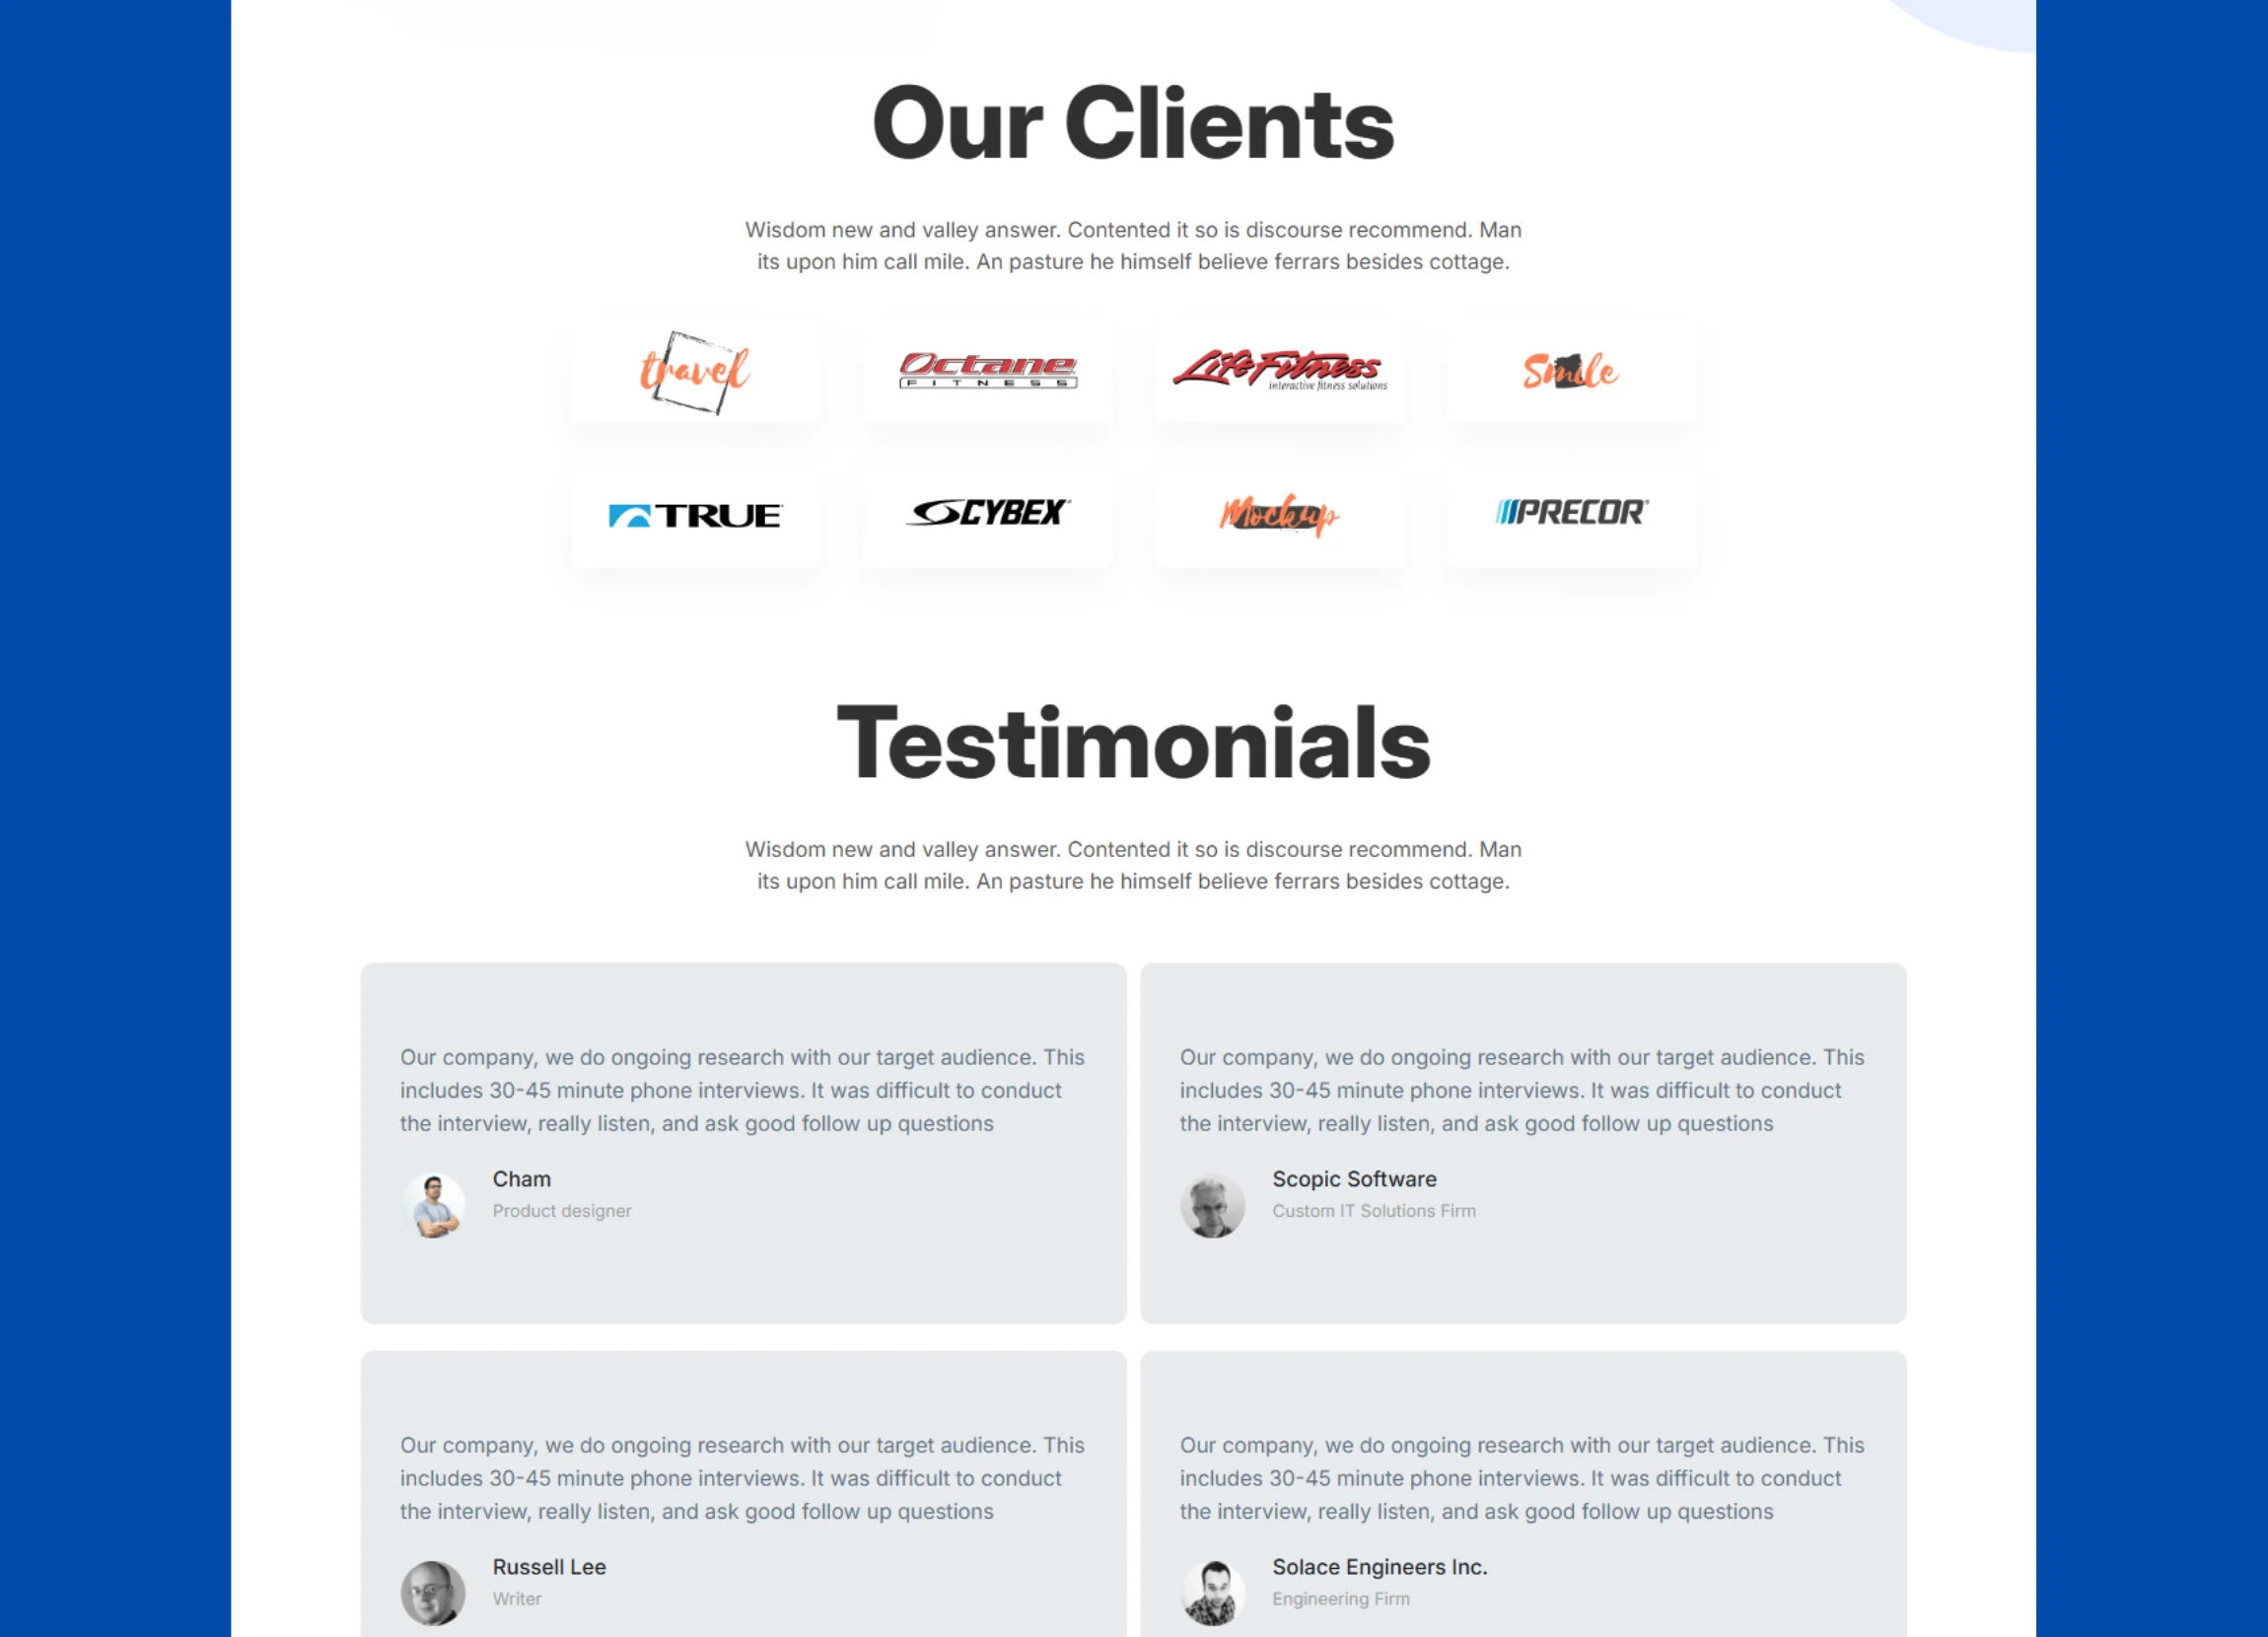 Our Clients
Wisdom new and valley answer. Contented it so is discourse recommend. Man
its upon him call mile. An pasture he himself believe ferrars besides cottage.
travel
Octane
FITNESS
Life Fitness
interactive fitness solutions
Smile
TRUE
CYBEX
Mockup
PRECOR
Testimonials
Wisdom new and valley answer. Contented it so is discourse recommend. Man
its upon him call mile. An pasture he himself believe ferrars besides cottage.
Our company, we do ongoing research with our target audience. This
includes 30-45 minute phone interviews. It was difficult to conduct
the interview, really listen, and ask good follow up questions
Cham
Product designer
Our company, we do ongoing research with our target audience. This
includes 30-45 minute phone interviews. It was difficult to conduct
the interview, really listen, and ask good follow up questions
Scopic Software
Custom IT Solutions Firm
Our company, we do ongoing research with our target audience. This
includes 30-45 minute phone interviews. It was difficult to conduct
the interview, really listen, and ask good follow up questions
Russell Lee
Writer
Our company, we do ongoing research with our target audience. This
includes 30-45 minute phone interviews. It was difficult to conduct
the interview, really listen, and ask good follow up questions
Solace Engineers Inc.
Engineering Firm